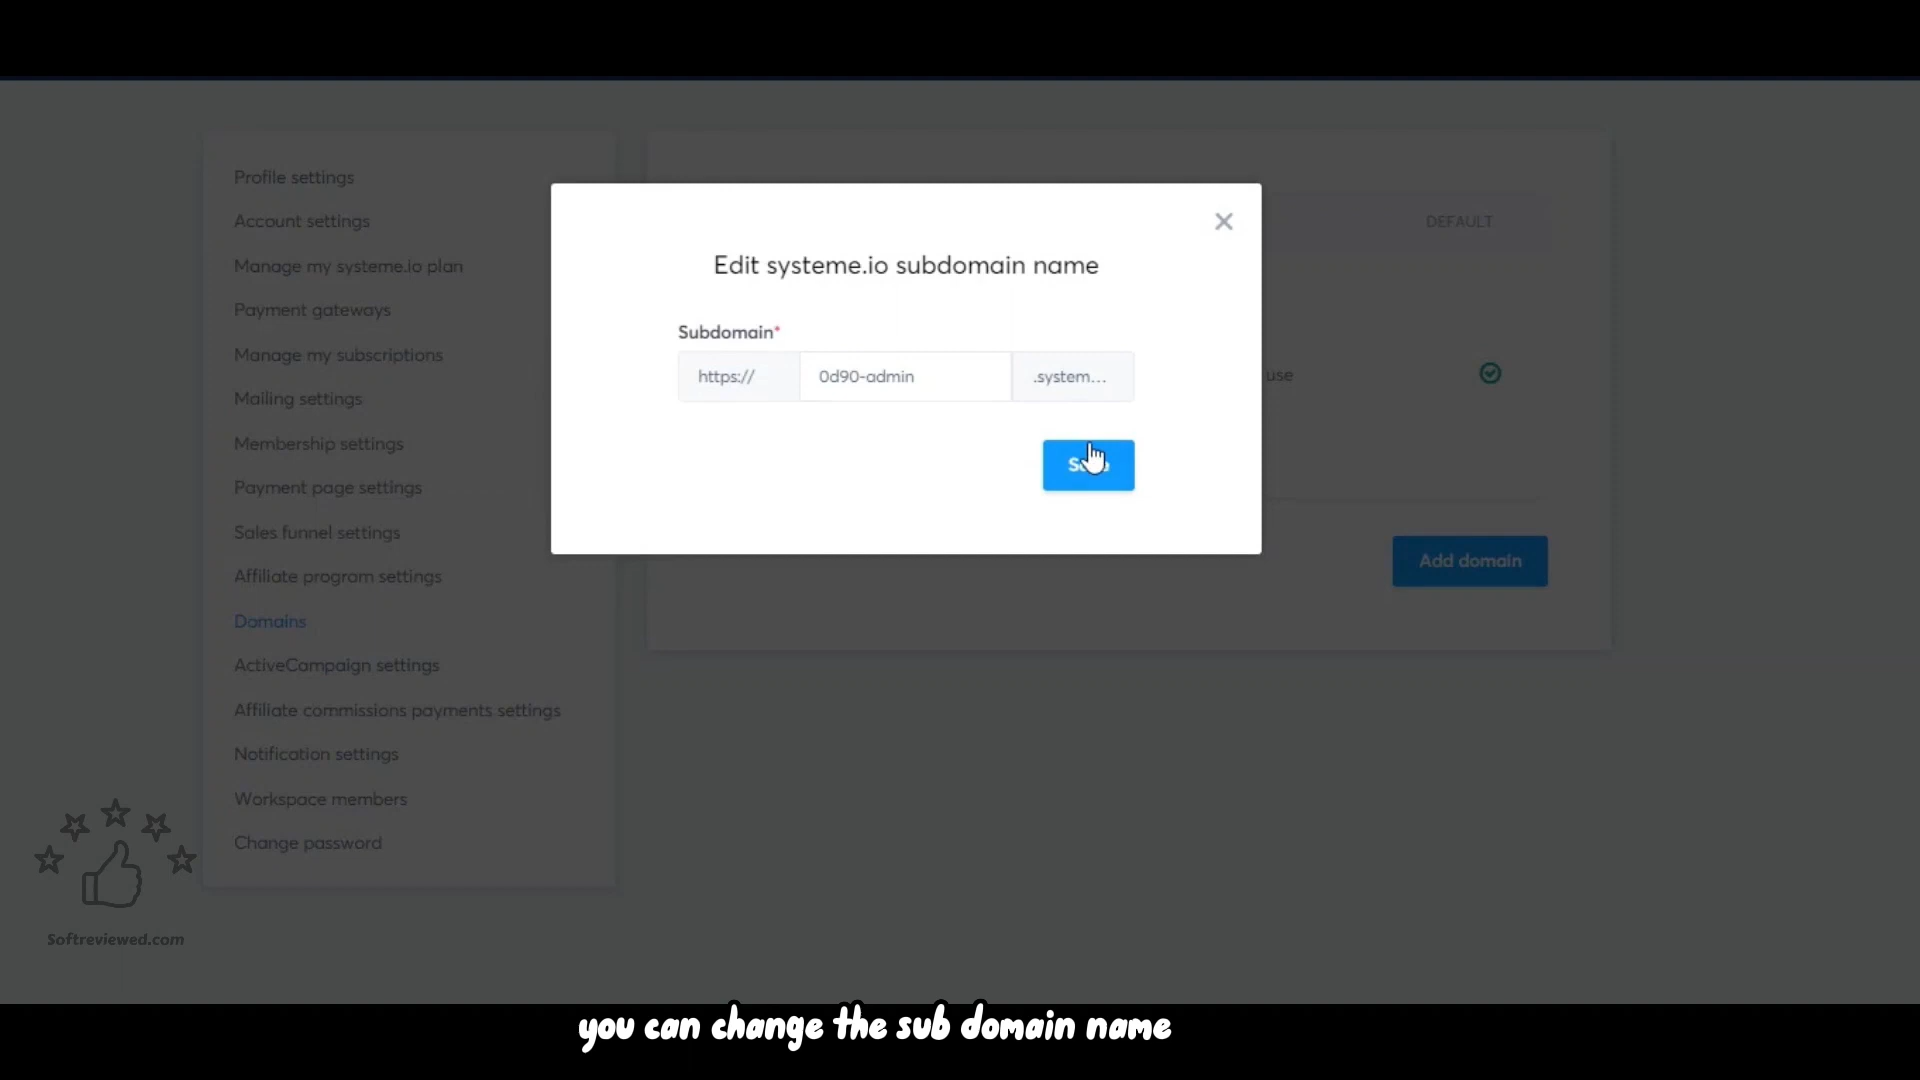 Profile settings
Account settings
Manage my systeme.io plan
Payment gateways
Manage my subscriptions
Mailing settings
Membership settings
Payment page settings
Sales funnel settings
Affiliate program settings
Domains
ActiveCampaign settings
Affiliate commissions payments settings
Notification settings
Workspace members
Change password
DEFAULT
Edit systeme.io subdomain name
Subdomain*
https:// 0d90-admin .system...
use
Add domain
Softreviewed.com
you can change the sub domain name